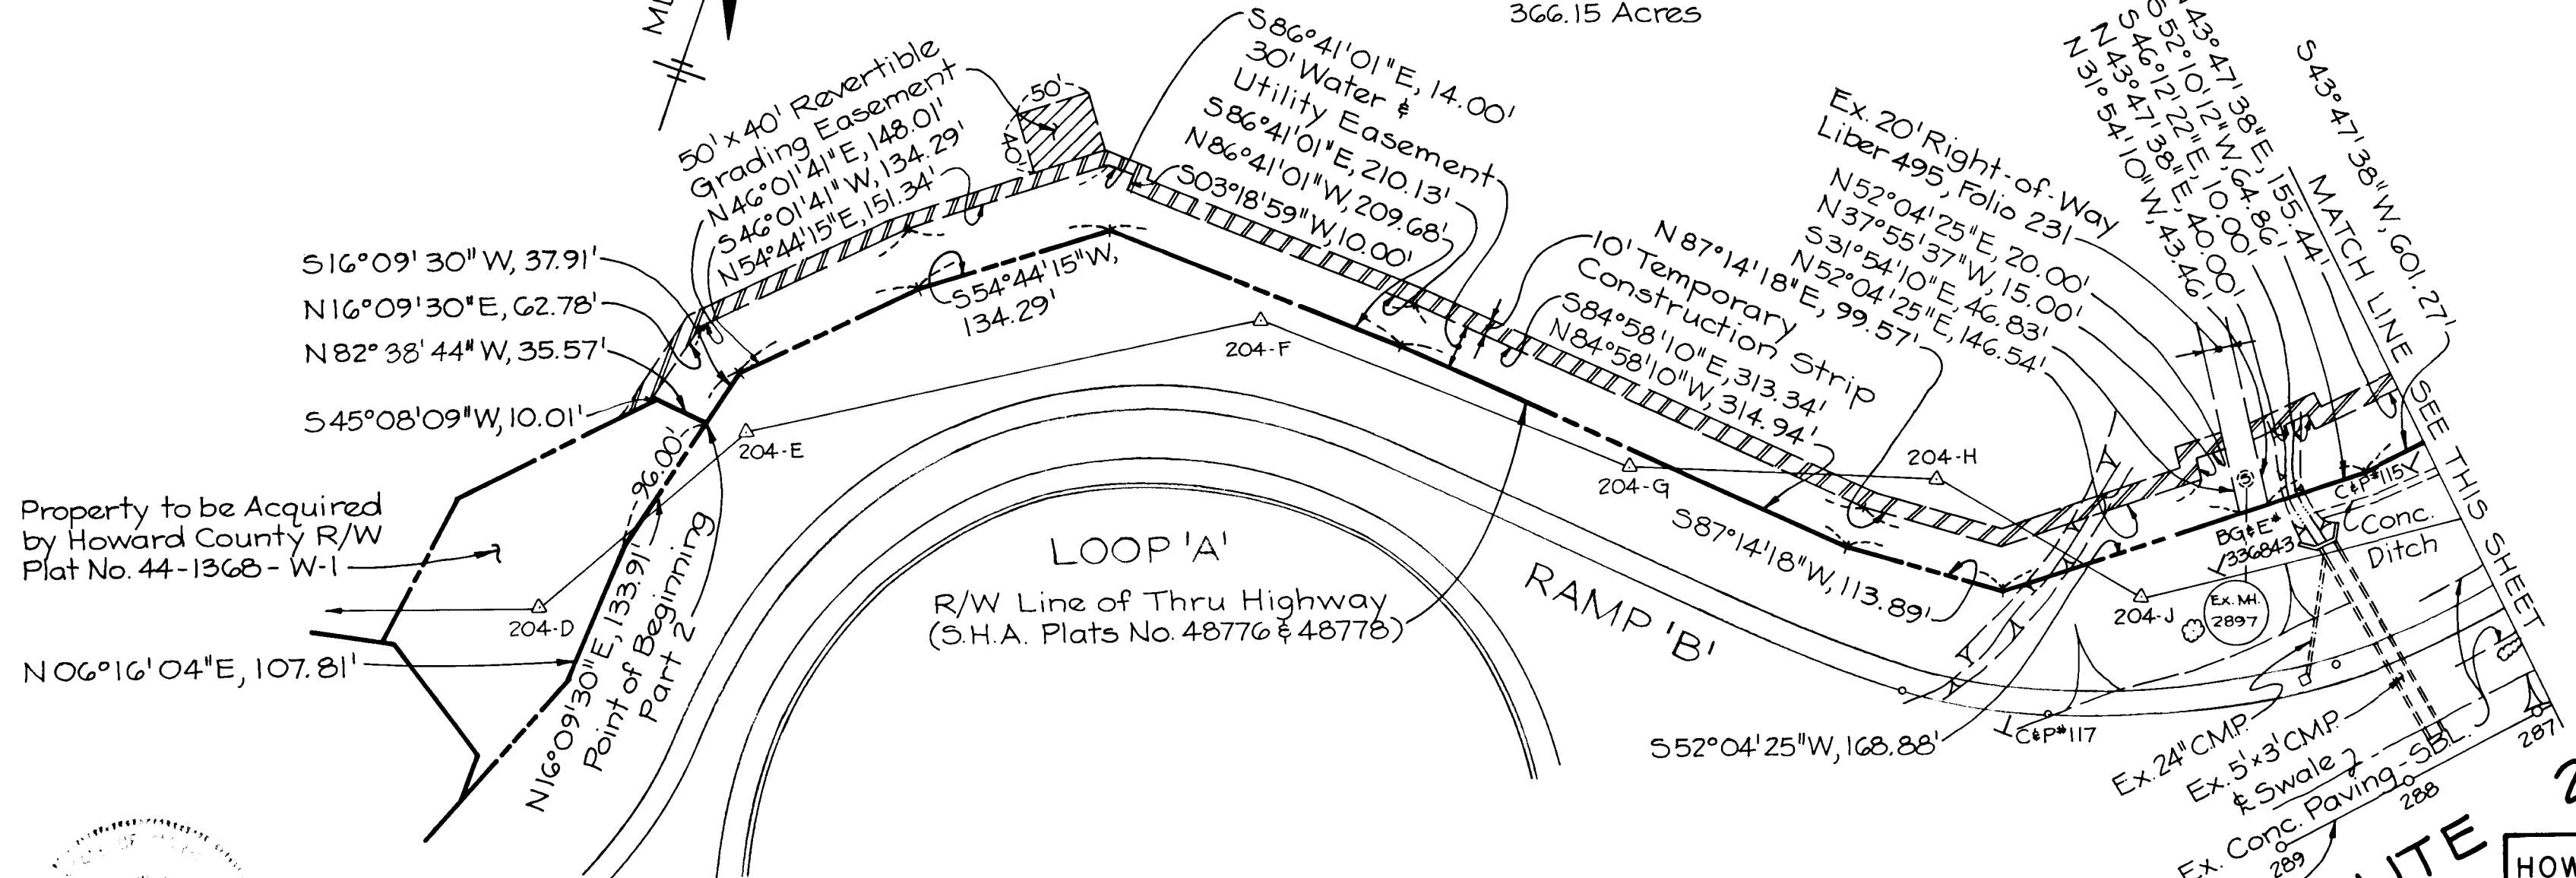 366.15 Acres
50' x 40' Revertible
Grading Easement
N46°01'41"E, 148.01'
S46°01'41"W, 134.29'
N54°44'15"E, 151.34'
50'
40'
S86°41'01"E, 14.00'
30' Water &
Utility Easement
S86°41'01"E, 210.13'
N86°41'01"W, 209.68'
S03°18'59"W, 10.00'
10' Temporary
Construction Strip
S84°58'10"E, 313.34'
N84°58'10"W, 314.94'
N87°14'18"E, 99.57'
Ex. 20' Right-of-Way
Liber 495, Folio 231
N52°04'25"E, 20.00'
N37°55'37"W, 15.00'
S31°54'10"E, 46.83'
N52°04'25"E, 146.54'
43°47'38"E, 155.44'
52°10'12"W, 64.86'
S46°12'22"E, 10.00'
N43°47'38"E, 40.00'
N31°54'10"W, 43.46'
S43°47'38"W, 601.27'
MATCH LINE SEE THIS SHEET
S16°09'30"W, 37.91'
N16°09'30"E, 62.78'
N82°38'44"W, 35.57'
S45°08'09"W, 10.01'
S54°44'15"W,
134.29'
204-F
204-E
96.00'
204-G
204-H
Property to be Acquired
by Howard County R/W
Plat No. 44-1368-W-1
204-D
N06°16'04"E, 107.81'
N16°09'30"E, 133.91'
Point of Beginning
Part 2
LOOP 'A'
R/W Line of Thru Highway
(S.H.A. Plats No. 48776 & 48778)
RAMP 'B'
S87°14'18"W, 113.89'
C&P#115
BG&E#
336843
Conc.
Ditch
204-J
Ex. MH.
2897
S52°04'25"W, 168.88'
C&P#117
Ex. 24" CMP.
Ex. 5'x3' CMP.
& Swale
Ex. Conc. Paving-SBL.
287
288
289
HOW